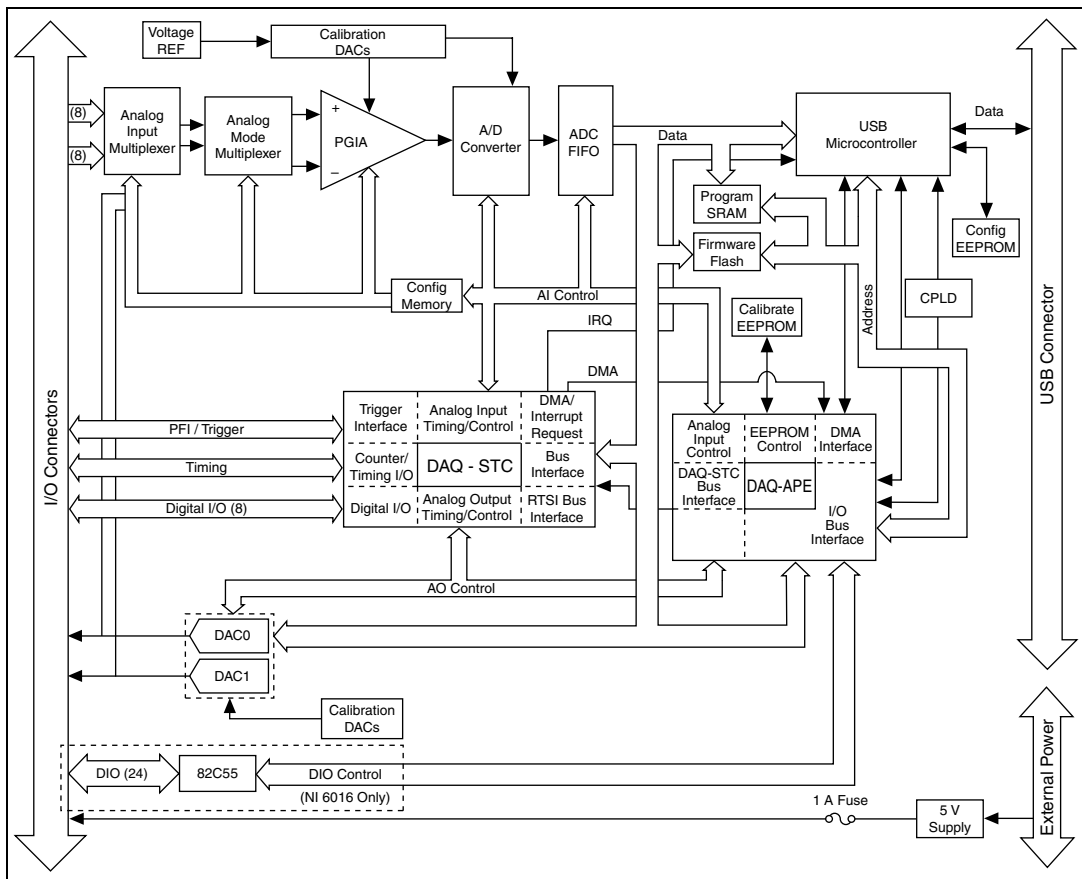 Voltage
REF
Calibration
DACs
(8)
(8)
Analog
Input
Multiplexer
Analog
Mode
Multiplexer
+
PGIA
–
A/D
Converter
ADC
FIFO
Data
USB
Microcontroller
Data
Program
SRAM
Firmware
Flash
Config
EEPROM
Config
Memory
AI Control
IRQ
Calibrate
EEPROM
Address
CPLD
DMA
I/O Connectors
USB Connector
PFI / Trigger
Timing
Digital I/O (8)
Trigger
Interface
Analog Input
Timing/Control
DMA/
Interrupt
Request
Counter/
Timing I/O
DAQ - STC
Bus
Interface
Digital I/O
Analog Output
Timing/Control
RTSI Bus
Interface
Analog
Input
Control
EEPROM
Control
DMA
Interface
DAQ-STC
Bus
Interface
DAQ-APE
I/O
Bus
Interface
AO Control
DAC0
DAC1
Calibration
DACs
DIO (24)
82C55
DIO Control
(NI 6016 Only)
1 A Fuse
5 V
Supply
External Power